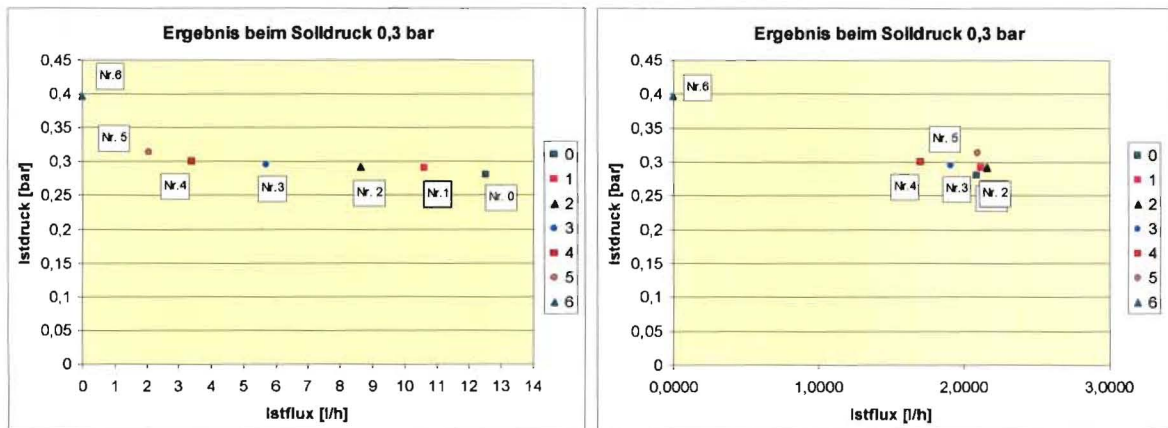 Ergebnis beim Solldruck 0,3 bar
Istdruck [bar]
0,45
0,4
0,35
0,3
0,25
0,2
0,15
0,1
0,05
0
Nr.6
Nr. 5
Nr.4
Nr.3
Nr. 2
Nr.1
Nr. 0
0 1 2 3 4 5 6 7 8 9 10 11 12 13 14
Istflux [l/h]
0
1
2
3
4
5
6
Ergebnis beim Solldruck 0,3 bar
Istdruck [bar]
0,45
0,4
0,35
0,3
0,25
0,2
0,15
0,1
0,05
0
Nr.6
Nr. 5
Nr.4
Nr.3
Nr. 2
0,0000 1,0000 2,0000 3,0000
Istflux [l/h]
0
1
2
3
4
5
6